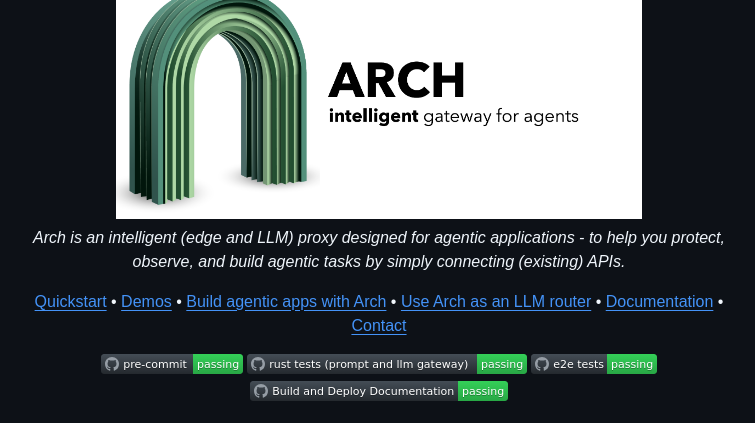 ARCH
intelligent gateway for agents
Arch is an intelligent (edge and LLM) proxy designed for agentic applications - to help you protect,
observe, and build agentic tasks by simply connecting (existing) APIs.
Quickstart • Demos • Build agentic apps with Arch • Use Arch as an LLM router • Documentation •
Contact
pre-commit passing rust tests (prompt and llm gateway) passing e2e tests passing
Build and Deploy Documentation passing